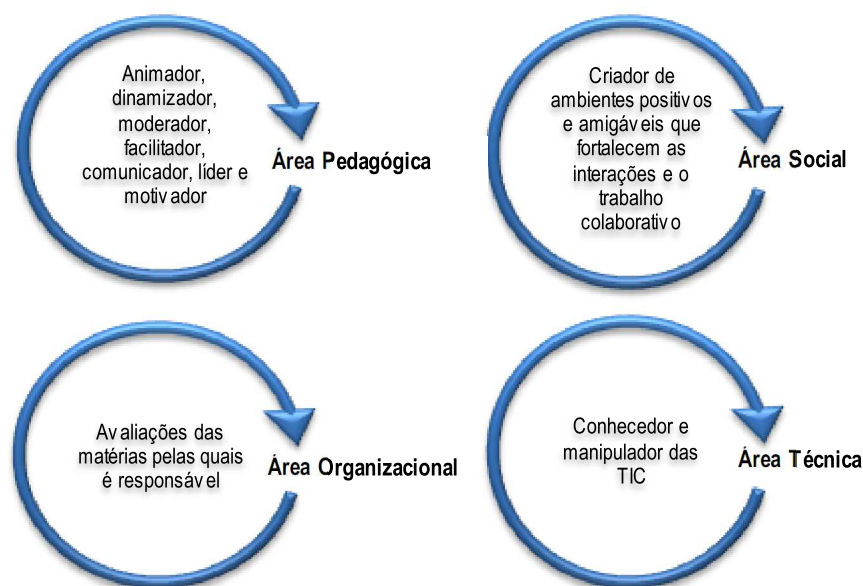 Animador,
dinamizador,
moderador,
facilitador,
comunicador, líder e
motivador
Área Pedagógica
Criador de
ambientes positivos
e amigáveis que
fortalecem as
interações e o
trabalho
colaborativo
Área Social
Avaliações das
matérias pelas quais
é responsável
Área Organizacional
Conhecedor e
manipulador das
TIC
Área Técnica